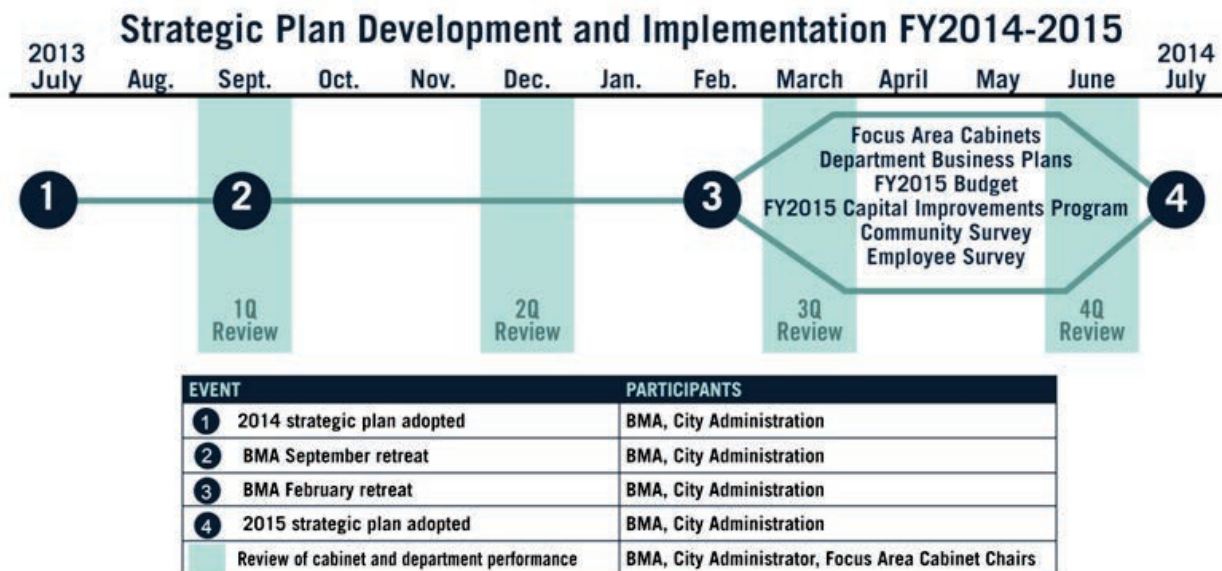 Strategic Plan Development and Implementation FY2014-2015
2013 2014
July Aug. Sept. Oct. Nov. Dec. Jan. Feb. March April May June July
Focus Area Cabinets
Department Business Plans
FY2015 Budget
1 2 3 FY2015 Capital Improvements Program 4
Community Survey
Employee Survey
1Q 2Q 3Q 4Q
Review Review Review Review
EVENT PARTICIPANTS
1 2014 strategic plan adopted BMA, City Administration
2 BMA September retreat BMA, City Administration
3 BMA February retreat BMA, City Administration
4 2015 strategic plan adopted BMA, City Administration
Review of cabinet and department performance BMA, City Administrator, Focus Area Cabinet Chairs